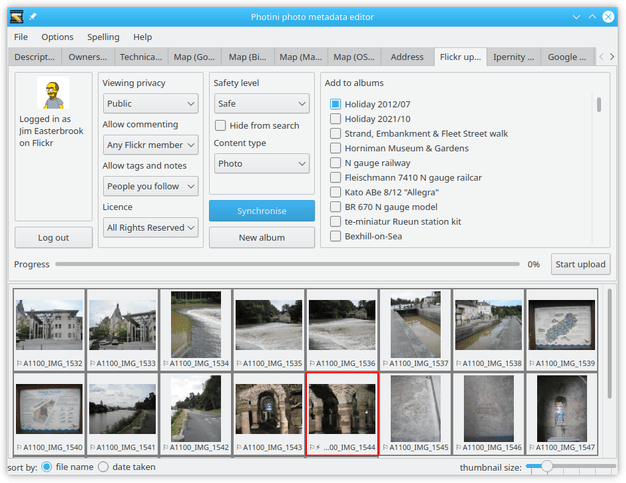 Photini photo metadata editor
File Options Spelling Help
Descript... Owners... Technica... Map (Go... Map (Bi... Map (Ma... Map (OS... Address Flickr up... Ipernity ... Google ...
Logged in as
Jim Easterbrook
on Flickr
Log out
Viewing privacy
Public
Allow commenting
Any Flickr member
Allow tags and notes
People you follow
Licence
All Rights Reserved
Safety level
Safe
Hide from search
Content type
Photo
Synchronise
New album
Add to albums
Holiday 2012/07
Holiday 2021/10
Strand, Embankment & Fleet Street walk
Horniman Museum & Gardens
N gauge railway
Fleischmann 7410 N gauge railcar
Kato ABe 8/12 "Allegra"
BR 670 N gauge model
te-miniatur Rueun station kit
Bexhill-on-Sea
Progress 0% Start upload
A1100_IMG_1532 A1100_IMG_1533 A1100_IMG_1534 A1100_IMG_1535 A1100_IMG_1536 A1100_IMG_1537 A1100_IMG_1538 A1100_IMG_1539
A1100_IMG_1540 A1100_IMG_1541 A1100_IMG_1542 A1100_IMG_1543 ...00_IMG_1544 A1100_IMG_1545 A1100_IMG_1546 A1100_IMG_1547
sort by: file name date taken thumbnail size: